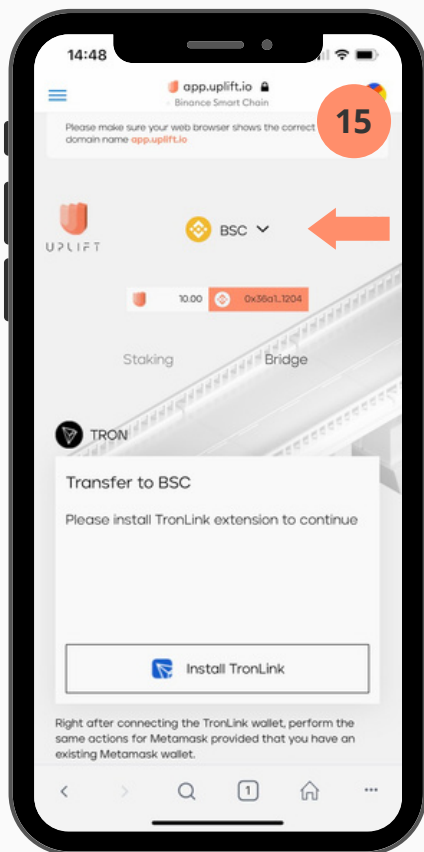 14:48
app.uplift.io
Binance Smart Chain
15
Please make sure your web browser shows the correct
domain name app.uplift.io
UPLIFT
BSC
10.00 0x36a1...1204
Staking Bridge
TRON
Transfer to BSC
Please install TronLink extension to continue
Install TronLink
Right after connecting the TronLink wallet, perform the
same actions for Metamask provided that you have an
existing Metamask wallet.
1